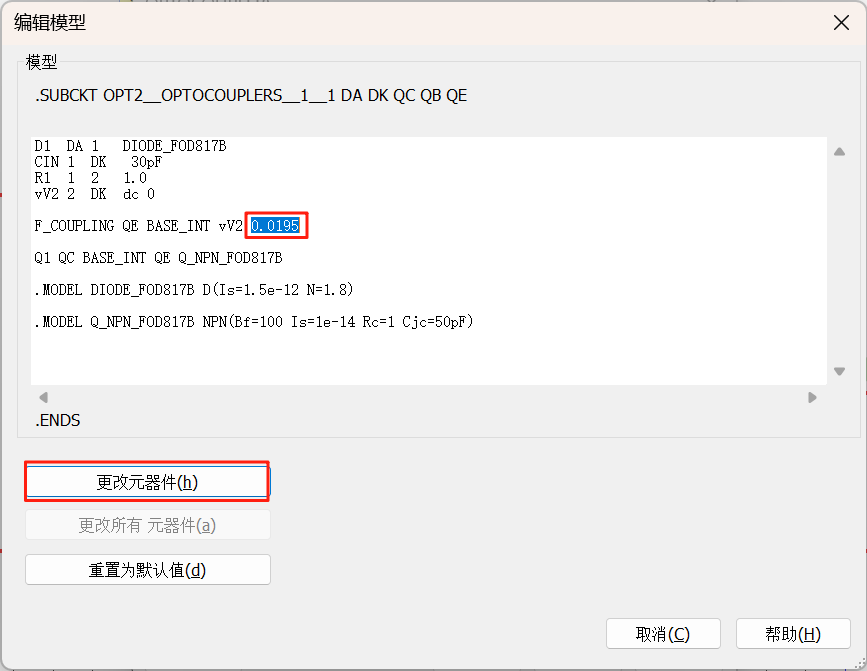 编辑模型
模型
.SUBCKT OPT2__OPTOCOUPLERS__1__1 DA DK QC QB QE
D1 DA 1 DIODE_FOD817B
CIN 1 DK 30pF
R1 1 2 1.0
vV2 2 DK dc 0
F_COUPLING QE BASE_INT vV2 0.0195
Q1 QC BASE_INT QE Q_NPN_FOD817B
.MODEL DIODE_FOD817B D(Is=1.5e-12 N=1.8)
.MODEL Q_NPN_FOD817B NPN(Bf=100 Is=1e-14 Rc=1 Cjc=50pF)
.ENDS
更改元器件(h)
更改所有 元器件(a)
重置为默认值(d)
取消(C)
帮助(H)